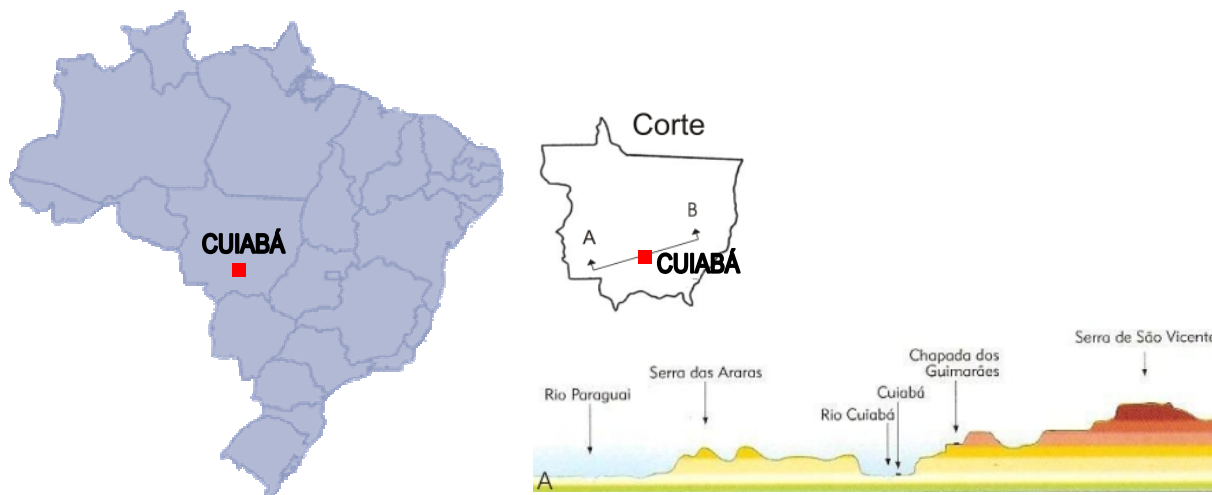 CUIABÁ
Corte
A
B
CUIABÁ
Rio Paraguai
Serra das Araras
Rio Cuiabá
Cuiabá
Chapada dos
Guimarães
Serra de São Vicente
A